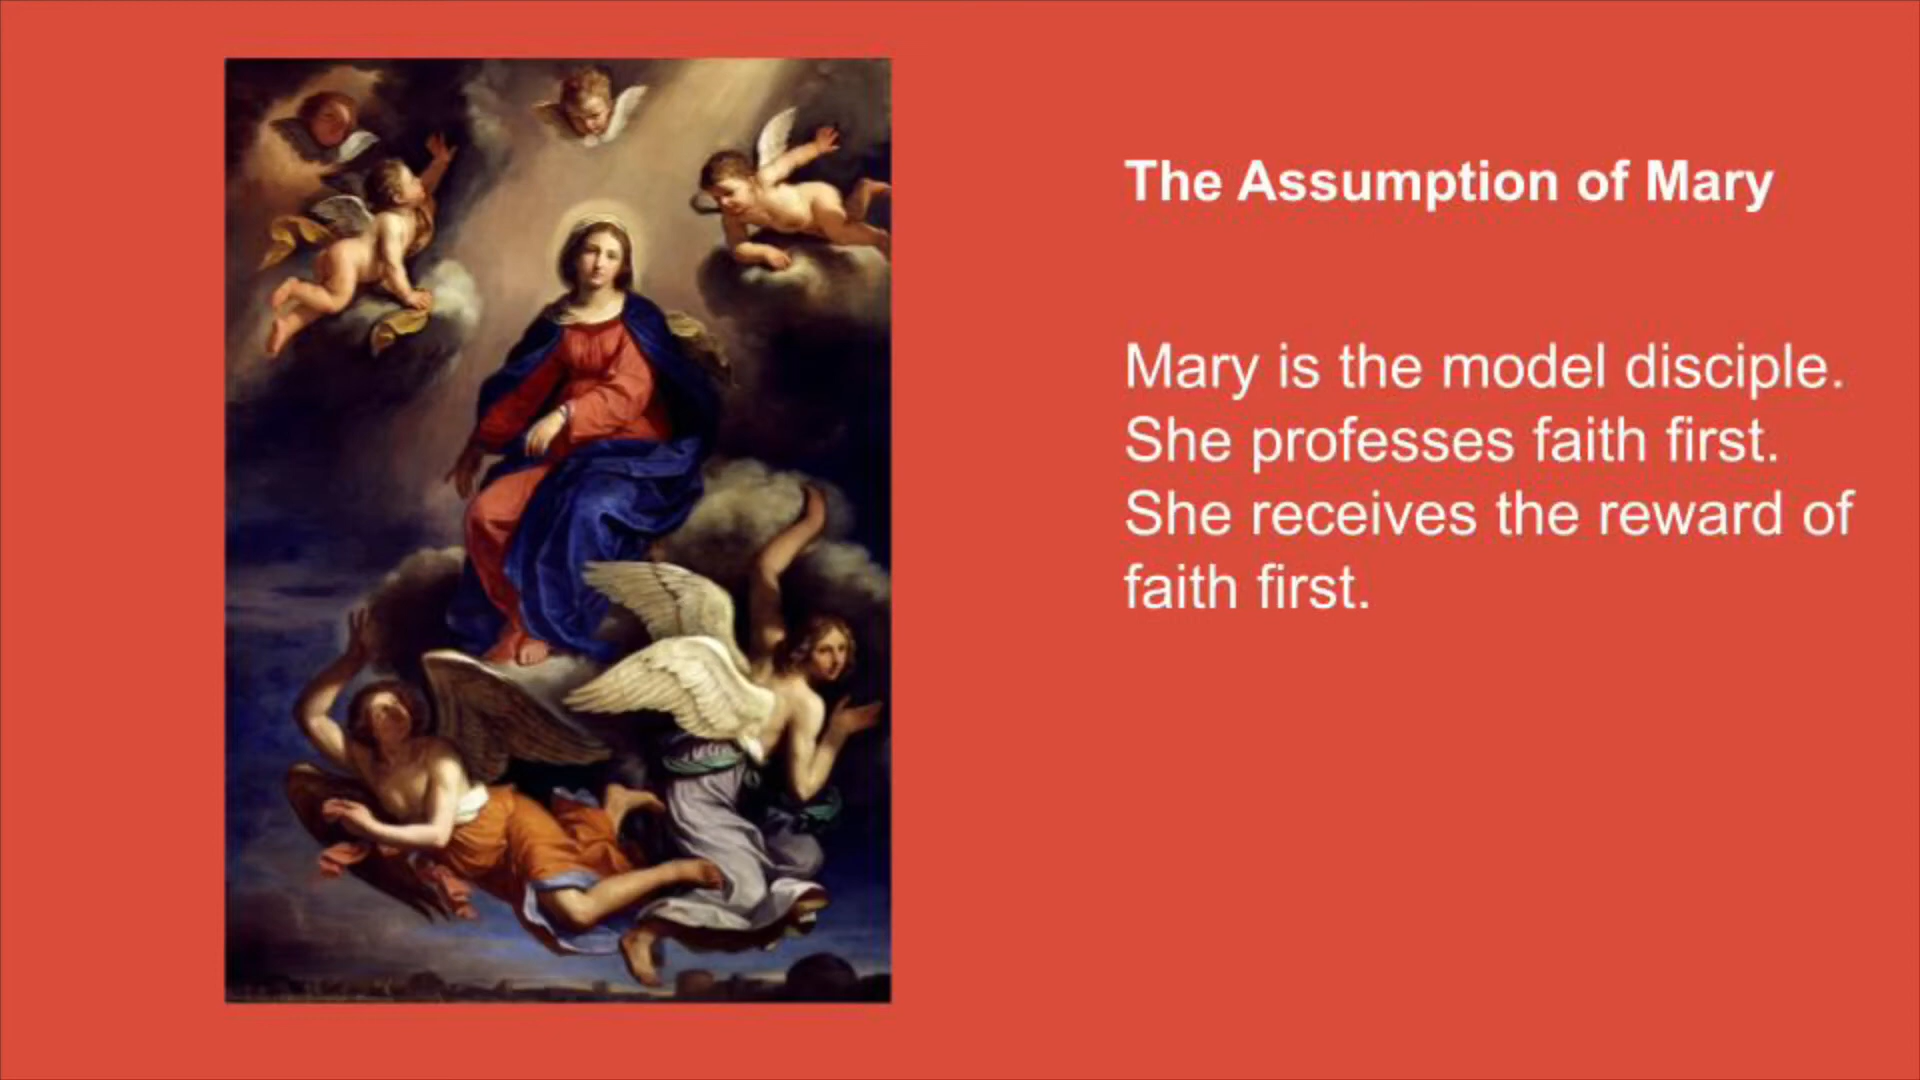 The Assumption of Mary
Mary is the model disciple.
She professes faith first.
She receives the reward of
faith first.